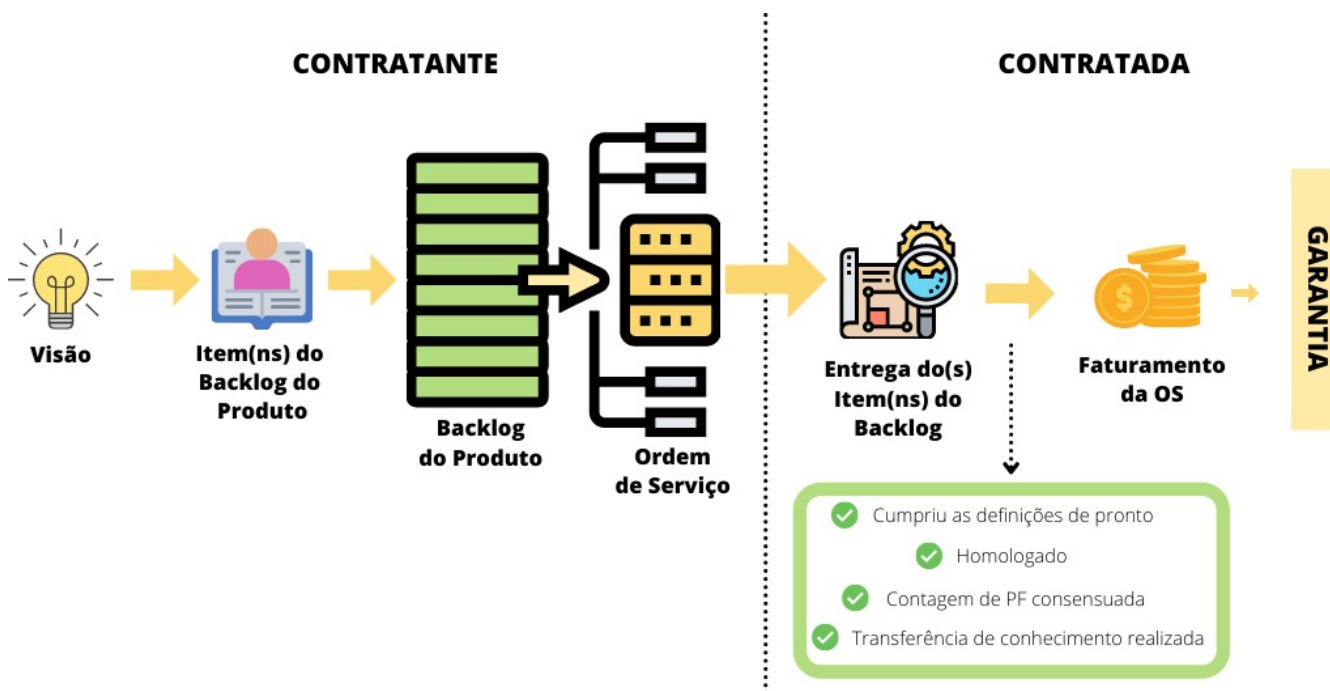 CONTRATANTE
CONTRATADA
Visão
Item(ns) do
Backlog do
Produto
Backlog
do Produto
Ordem
de Serviço
Entrega do(s)
Item(ns) do
Backlog
Faturamento
da OS
GARANTIA
Cumpriu as definições de pronto
Homologado
Contagem de PF consensuada
Transferência de conhecimento realizada